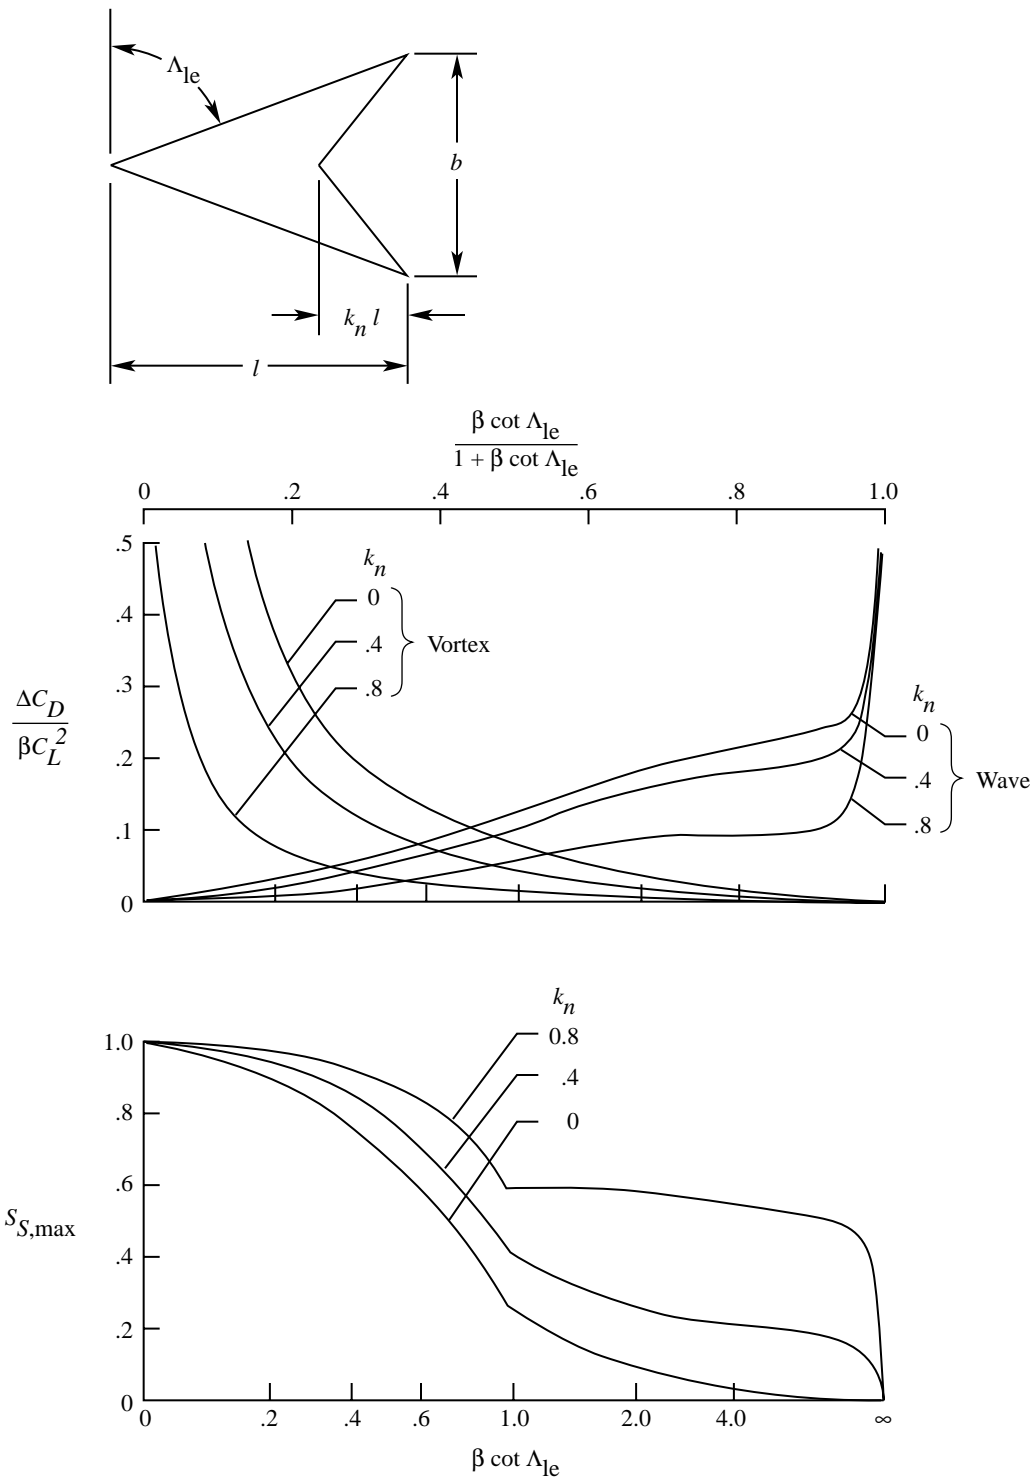 Λle
b
kn l
l
β cot Λle
1 + β cot Λle
0 .2 .4 .6 .8 1.0
.5
.4
.3
.2
.1
0
ΔCD
βCL2
kn
0
.4
.8
Vortex
kn
0
.4
.8
Wave
kn
0.8
.4
0
1.0
.8
.6
.4
.2
0
SS,max
0 .2 .4 .6 1.0 2.0 4.0 ∞
β cot Λle